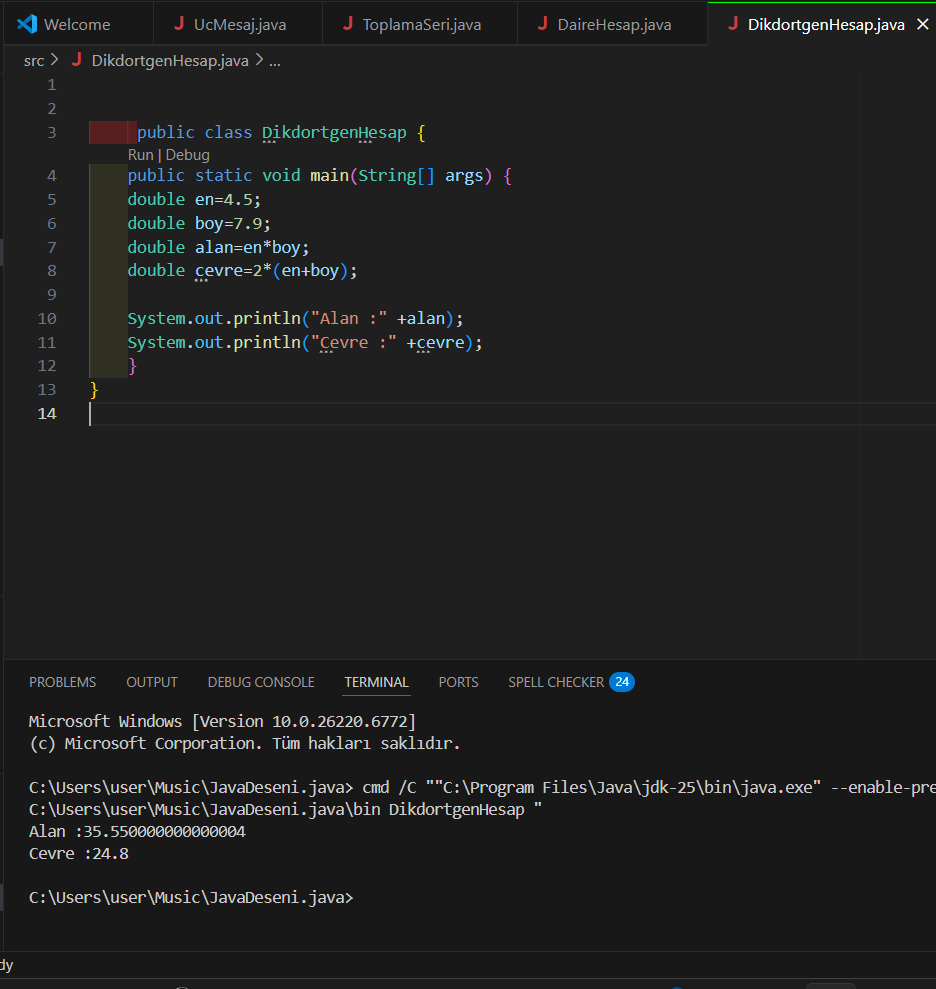 Welcome UcMesaj.java ToplamaSeri.java DaireHesap.java DikdortgenHesap.java
src > DikdortgenHesap.java > ...
1
2
3 public class DikdortgenHesap {
Run | Debug
4 public static void main(String[] args) {
5 double en=4.5;
6 double boy=7.9;
7 double alan=en*boy;
8 double cevre=2*(en+boy);
9
10 System.out.println("Alan :" +alan);
11 System.out.println("Cevre :" +cevre);
12 }
13 }
14
PROBLEMS OUTPUT DEBUG CONSOLE TERMINAL PORTS SPELL CHECKER 24
Microsoft Windows [Version 10.0.26220.6772]
(c) Microsoft Corporation. Tüm hakları saklıdır.
C:\Users\user\Music\JavaDeseni.java> cmd /C ""C:\Program Files\Java\jdk-25\bin\java.exe" --enable-pre
C:\Users\user\Music\JavaDeseni.java\bin DikdortgenHesap "
Alan :35.550000000000004
Cevre :24.8
C:\Users\user\Music\JavaDeseni.java>
dy